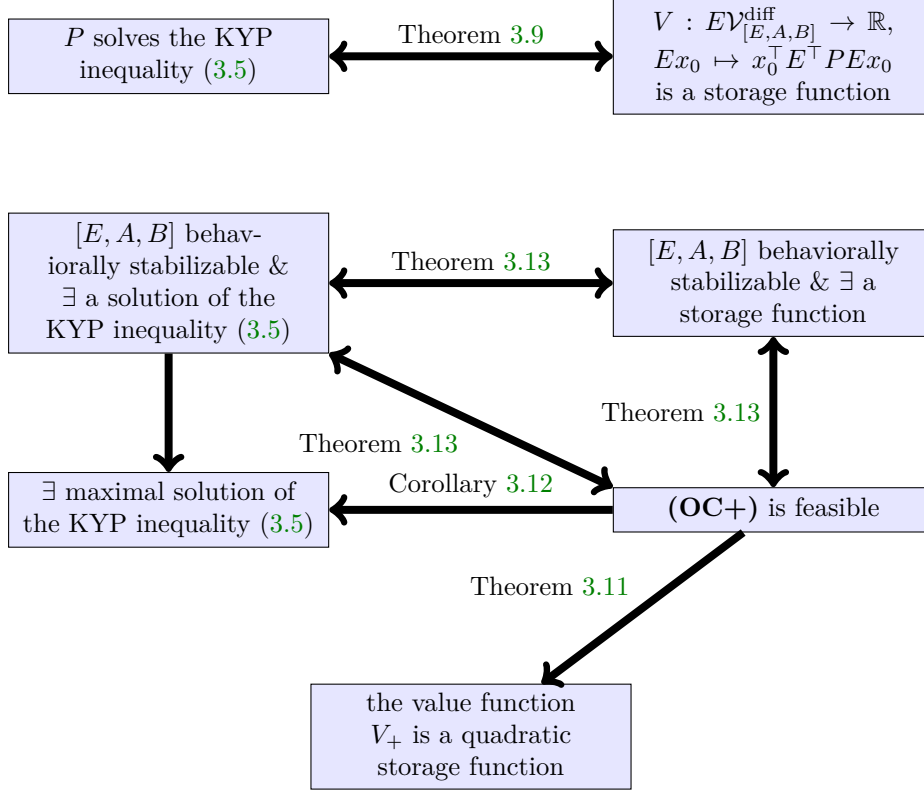 P solves the KYP
inequality (3.5)
Theorem 3.9
V : E𝒱^diff_[E,A,B] → ℝ,
Ex₀ ↦ x₀^⊤ E^⊤ PEx₀
is a storage function
[E, A, B] behav-
iorally stabilizable &
∃ a solution of the
KYP inequality (3.5)
Theorem 3.13
[E, A, B] behaviorally
stabilizable & ∃ a
storage function
Theorem 3.13
Theorem 3.13
∃ maximal solution of
the KYP inequality (3.5)
Corollary 3.12
(OC+) is feasible
Theorem 3.11
the value function
V₊ is a quadratic
storage function